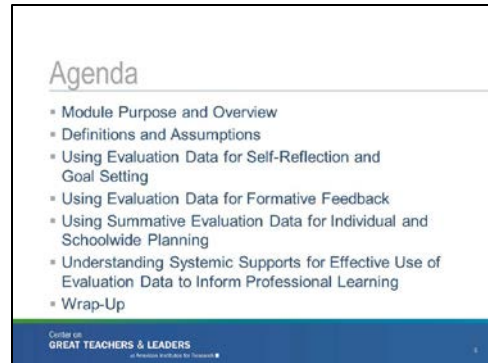 Agenda
▪ Module Purpose and Overview
▪ Definitions and Assumptions
▪ Using Evaluation Data for Self-Reflection and
Goal Setting
▪ Using Evaluation Data for Formative Feedback
▪ Using Summative Evaluation Data for Individual and
Schoolwide Planning
▪ Understanding Systemic Supports for Effective Use of
Evaluation Data to Inform Professional Learning
▪ Wrap-Up
Center on
GREAT TEACHERS & LEADERS
at American Institutes for Research